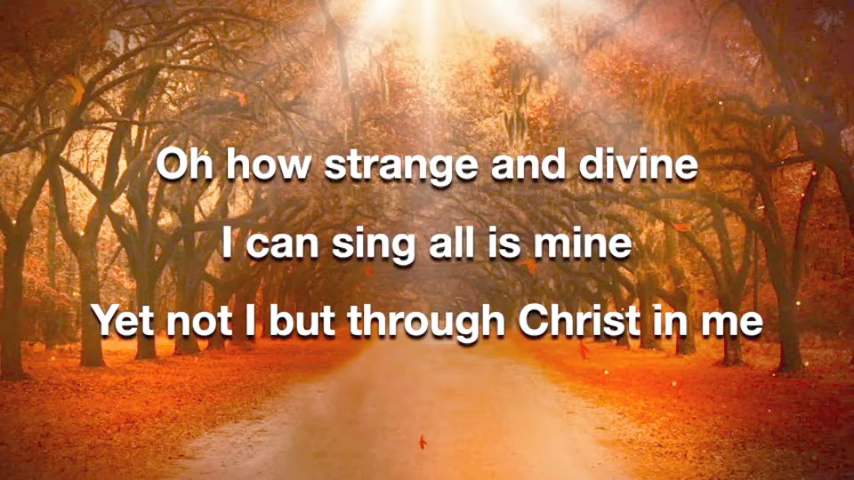 Oh how strange and divine
I can sing all is mine
Yet not I but through Christ in me